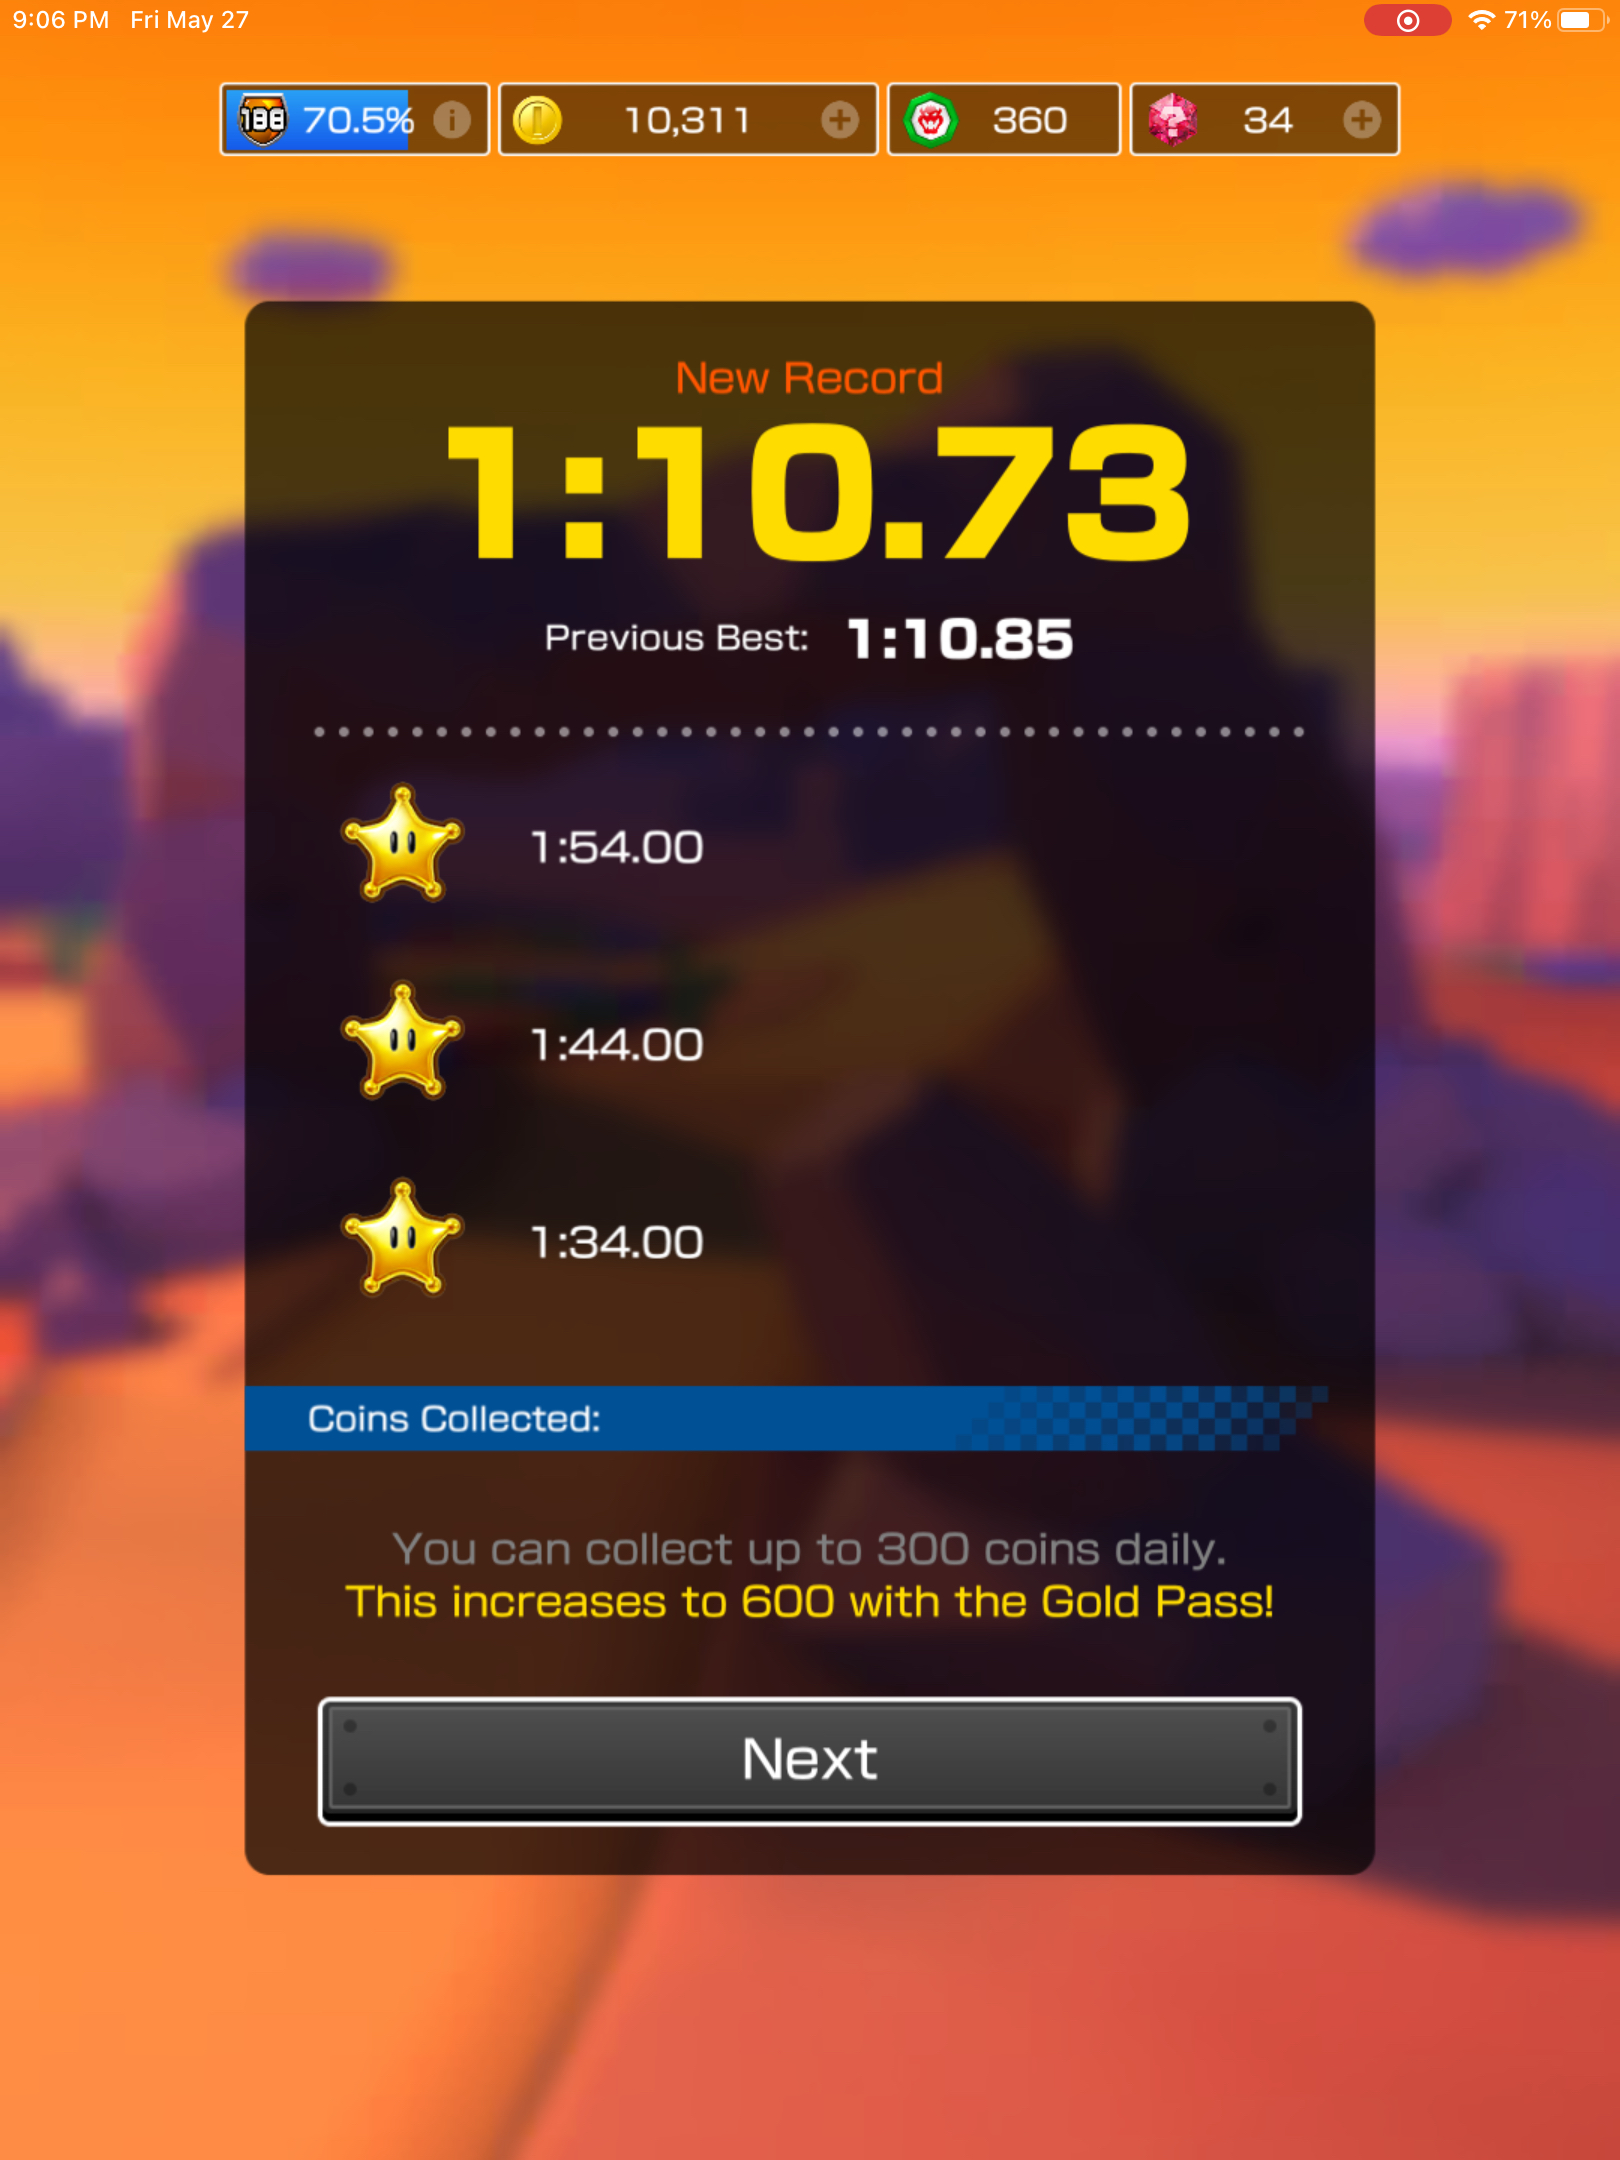 9:06 PM Fri May 27
71%
188 70.5% i 10,311 + 360 ? 34 +
New Record
1:10.73
Previous Best: 1:10.85
1:54.00
1:44.00
1:34.00
Coins Collected:
You can collect up to 300 coins daily.
This increases to 600 with the Gold Pass!
Next